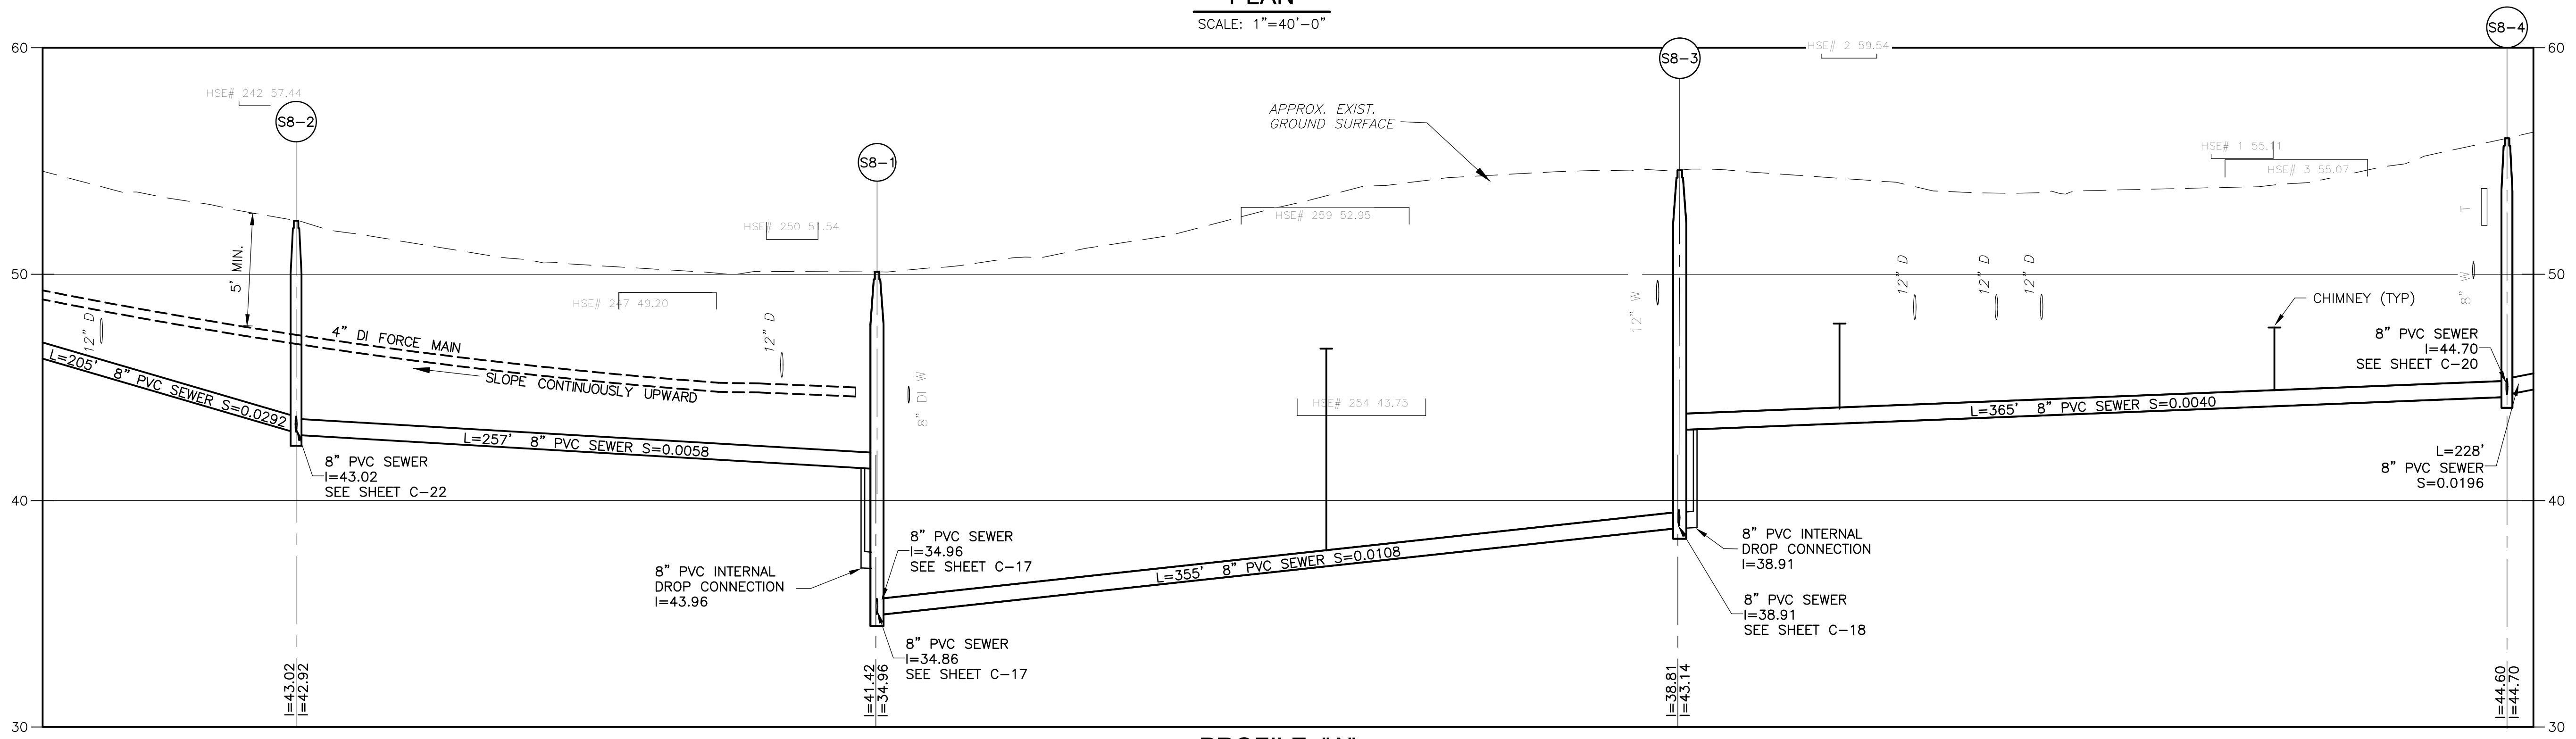 PLAN
SCALE: 1"=40'-0"
60
50
40
30
60
50
40
30
HSE# 242 57.44
S8-2
S8-1
S8-3
S8-4
HSE# 2 59.54
APPROX. EXIST.
GROUND SURFACE
HSE# 1 55.11
HSE# 3 55.07
HSE# 250 51.54
HSE# 259 52.95
HSE# 247 49.20
HSE# 254 43.75
5' MIN.
12" D
4" DI FORCE MAIN
SLOPE CONTINUOUSLY UPWARD
12" D
8" DI W
12" W
12" D
12" D
12" D
T
8" W
CHIMNEY (TYP)
8" PVC SEWER
I=44.70
SEE SHEET C-20
L=205' 8" PVC SEWER S=0.0292
L=257' 8" PVC SEWER S=0.0058
L=355' 8" PVC SEWER S=0.0108
L=365' 8" PVC SEWER S=0.0040
L=228'
8" PVC SEWER
S=0.0196
8" PVC SEWER
I=43.02
SEE SHEET C-22
8" PVC INTERNAL
DROP CONNECTION
I=43.96
8" PVC SEWER
I=34.96
SEE SHEET C-17
8" PVC SEWER
I=34.86
SEE SHEET C-17
8" PVC INTERNAL
DROP CONNECTION
I=38.91
8" PVC SEWER
I=38.91
SEE SHEET C-18
I=43.02
I=42.92
I=41.42
I=34.96
I=38.81
I=43.14
I=44.60
I=44.70
PROFILE "W"